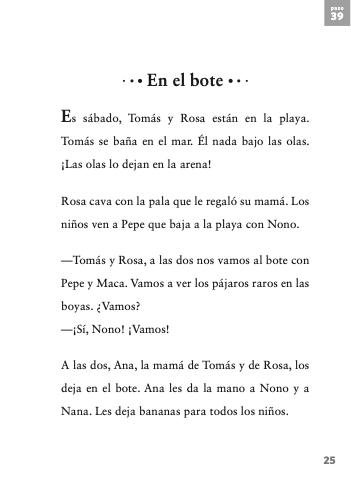 paso
39
En el bote
Es sábado, Tomás y Rosa están en la playa.
Tomás se baña en el mar. Él nada bajo las olas.
¡Las olas lo dejan en la arena!
Rosa cava con la pala que le regaló su mamá. Los
niños ven a Pepe que baja a la playa con Nono.
—Tomás y Rosa, a las dos nos vamos al bote con
Pepe y Maca. Vamos a ver los pájaros raros en las
boyas. ¿Vamos?
—¡Sí, Nono! ¡Vamos!
A las dos, Ana, la mamá de Tomás y de Rosa, los
deja en el bote. Ana les da la mano a Nono y a
Nana. Les deja bananas para todos los niños.
25